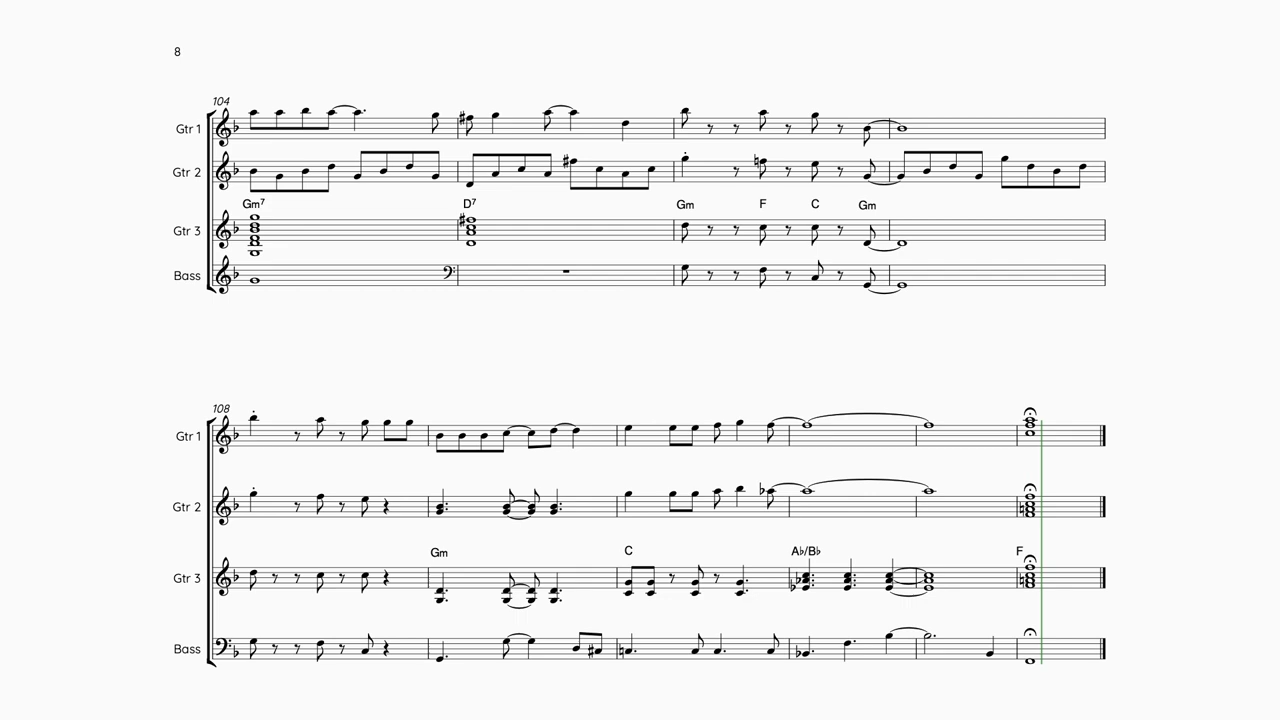 8
104
Gtr 1
Gtr 2
Gm⁷ D⁷ Gm F C Gm
Gtr 3
Bass
108
Gtr 1
Gtr 2
Gm C A♭/B♭ F
Gtr 3
Bass